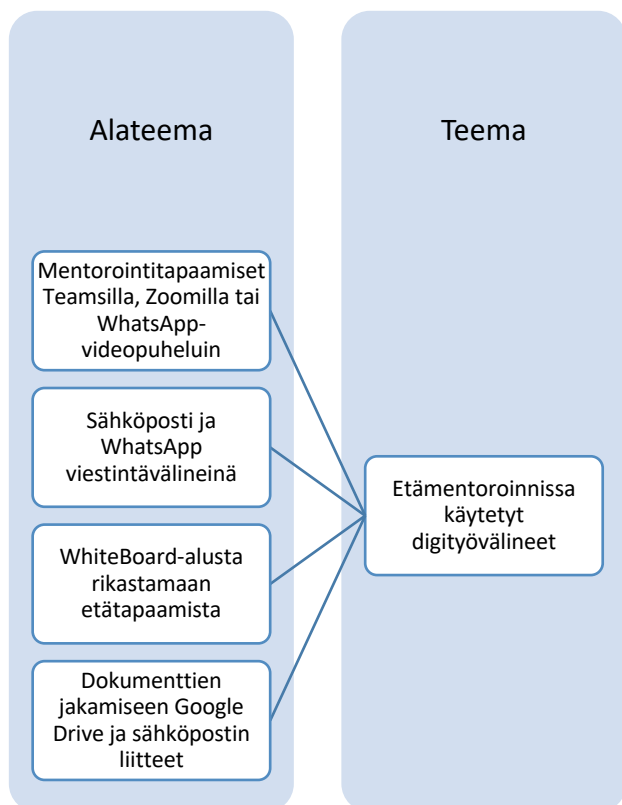 Alateema
Teema
Mentorointitapaamiset
Teamsilla, Zoomilla tai
WhatsApp-
videopuheluin
Sähköposti ja
WhatsApp
viestintävälineinä
WhiteBoard-alusta
rikastamaan
etätapaamista
Dokumenttien
jakamiseen Google
Drive ja sähköpostin
liitteet
Etämentoroinnissa
käytetyt
digityövälineet